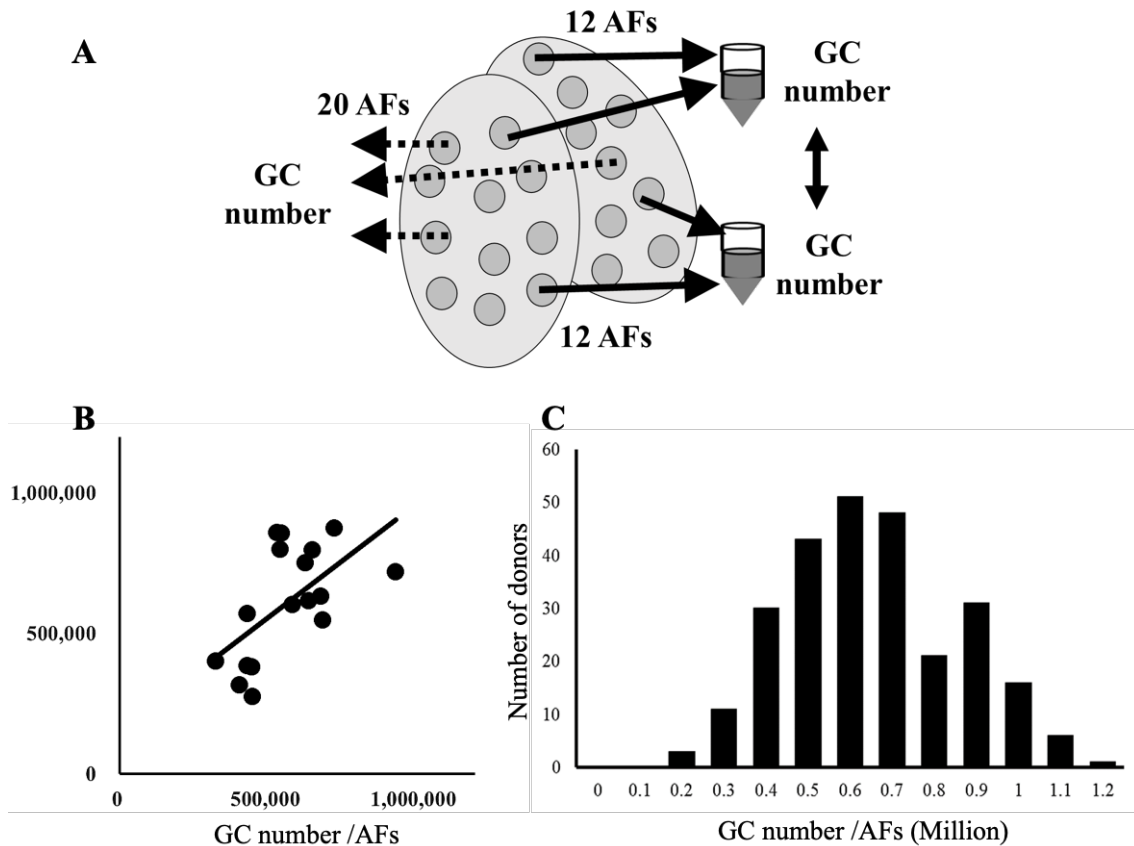 A
12 AFs
GC
number
20 AFs
GC
number
GC
number
12 AFs
B
1,000,000
500,000
0
0
500,000
1,000,000
GC number /AFs
C
Number of donors
60
50
40
30
20
10
0
0 0.1 0.2 0.3 0.4 0.5 0.6 0.7 0.8 0.9 1 1.1 1.2
GC number /AFs (Million)